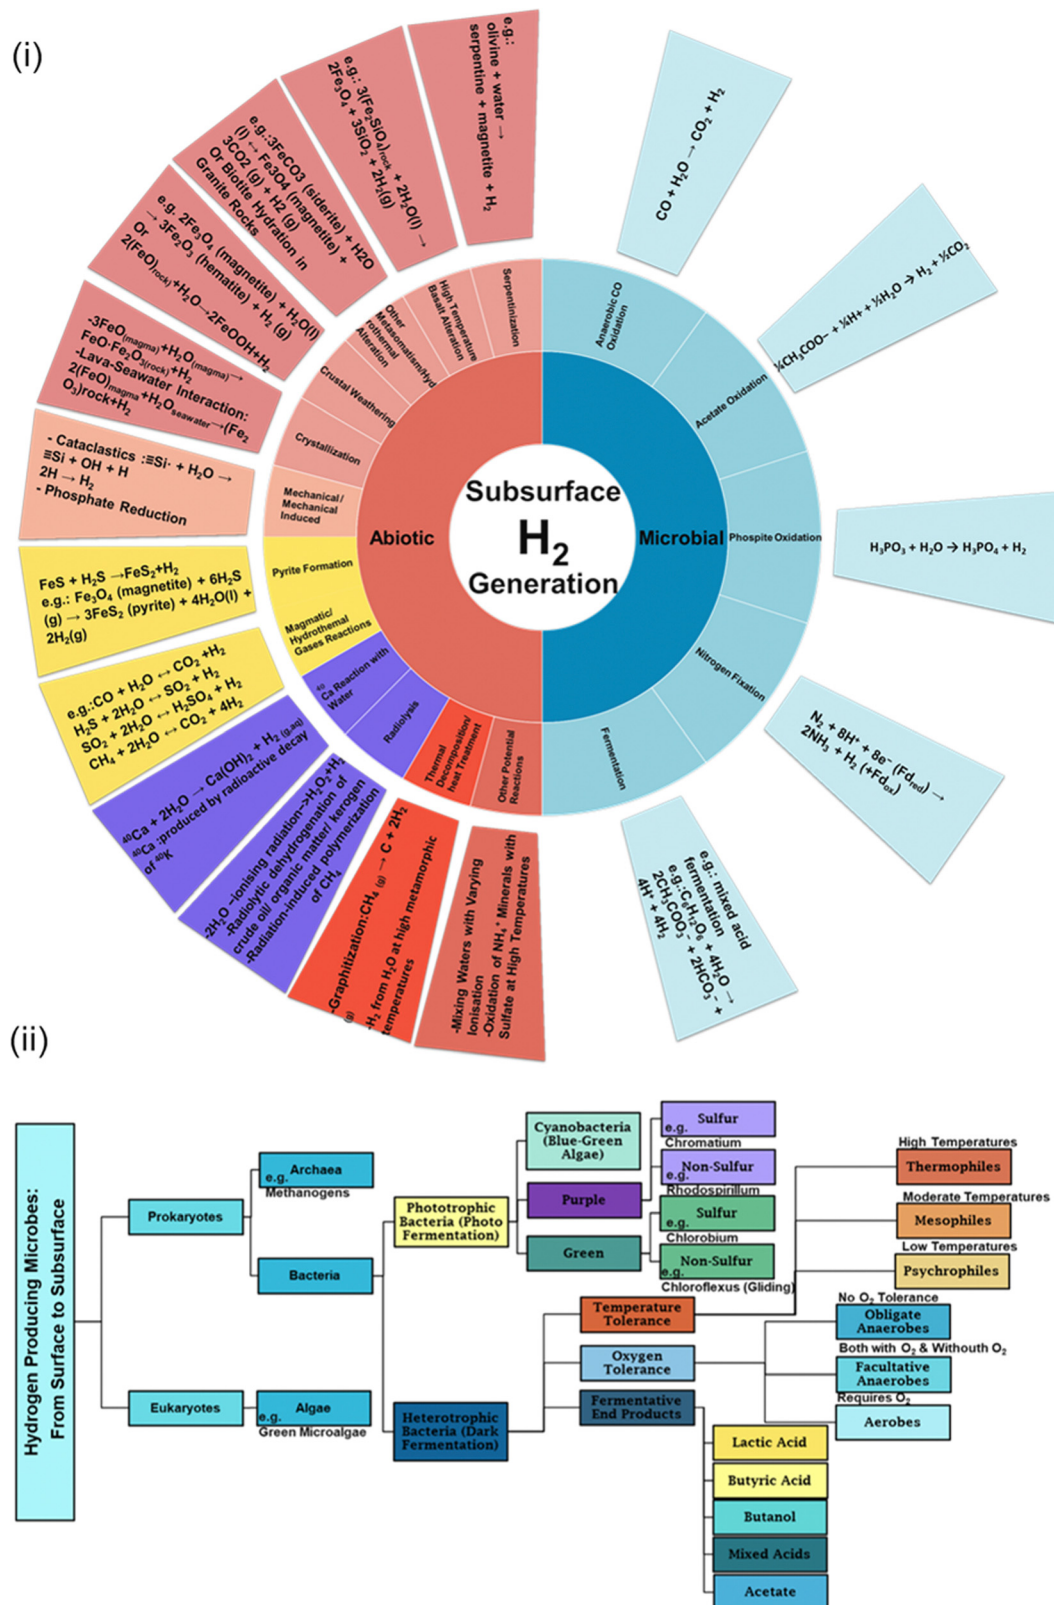 (i)
Subsurface
H₂
Generation
Abiotic
Microbial
Serpentinization
e.g.:
olivine + water →
serpentine + magnetite + H₂
High Temperature
Basalt Alteration
e.g.: 3(Fe₂SiO₄)rock + 2H₂O(l) →
2Fe₃O₄ + 3SiO₂ + 2H₂(g)
Other
Metasomatism/Hyd
rothermal
Alteration
e.g.:3FeCO3 (siderite) + H2O
(l) ↔ Fe3O4 (magnetite) +
3CO2 (g) + H2 (g)
Or Biotite Hydration in
Granite Rocks
Crustal Weathering
e.g. 2Fe₃O₄ (magnetite) + H₂O(l)
→ 3Fe₂O₃ (hematite) + H₂ (g)
Or
2(FeO)rock)+H₂O→2FeOOH+H₂
Crystallization
-3FeO(magma)+H₂O(magma)→
FeO·Fe₂O₃(rock)+H₂
-Lava-Seawater Interaction:
2(FeO)magma+H₂Oseawater→(Fe₂
O₃)rock+H₂
Mechanical/
Mechanical
Induced
- Cataclastics :≡Si· + H₂O →
≡Si + OH + H
2H → H₂
- Phosphate Reduction
Pyrite Formation
FeS + H₂S →FeS₂+H₂
e.g.: Fe₃O₄ (magnetite) + 6H₂S
(g) → 3FeS₂ (pyrite) + 4H₂O(l) +
2H₂(g)
Magmatic/
Hydrothemal
Gases Reactions
e.g.:CO + H₂O ↔ CO₂ +H₂
H₂S + 2H₂O ↔ SO₂ + H₂
SO₂ + 2H₂O ↔ H₂SO₄ + H₂
CH₄ + 2H₂O ↔ CO₂ + 4H₂
⁴⁰
Ca Reaction with
Water
⁴⁰Ca + 2H₂O → Ca(OH)₂ + H₂ (g,aq)
⁴⁰Ca :produced by radioactive decay
of ⁴⁰K
Radiolysis
-2H₂O –ionising radiation–>H₂O₂+H₂
-Radiolytic dehydrogenation of
crude oil/ organic matter/ kerogen
-Radiation-induced polymerization
of CH₄
Thermal
Decomposition/
heat Treatment
-Graphitization:CH₄ (g) → C + 2H₂
(g)
-H₂ from H₂O at high metamorphic
temperatures
Other Potential
Reactions
-Mixing Waters with Varying
Ionisation
-Oxidation of NH₄⁺ Minerals with
Sulfate at High Temperatures
Anaerobic CO
Oxidation
CO + H₂O → CO₂ + H₂
Acetate Oxidation
¼CH₃COO– + ¼H+ + ½H₂O → H₂ + ½CO₂
Phospite Oxidation
H₃PO₃ + H₂O → H₃PO₄ + H₂
Nitrogen Fixation
N₂ + 8H⁺ + 8e⁻ (Fdred) →
2NH₃ + H₂ (+Fdox)
Fermentation
e.g.: mixed acid
fermentation
e.g.:C₆H₁₂O₆ + 4H₂O →
2CH₃COO₃⁻ + 2HCO₃⁻ +
4H⁺ + 4H₂
(ii)
Hydrogen Producing Microbes:
From Surface to Subsurface
Prokaryotes
Archaea
e.g.
Methanogens
Bacteria
Eukaryotes
Algae
e.g.
Green Microalgae
Phototrophic
Bacteria (Photo
Fermentation)
Cyanobacteria
(Blue-Green
Algae)
Purple
Sulfur
e.g.
Chromatium
Non-Sulfur
e.g.
Rhodospirillum
Green
Sulfur
e.g.
Chlorobium
Non-Sulfur
e.g.
Chloroflexus (Gliding)
Heterotrophic
Bacteria (Dark
Fermentation)
Temperature
Tolerance
High Temperatures
Thermophiles
Moderate Temperatures
Mesophiles
Low Temperatures
Psychrophiles
Oxygen
Tolerance
No O₂ Tolerance
Obligate
Anaerobes
Both with O₂ & Withouth O₂
Facultative
Anaerobes
Requires O₂
Aerobes
Fermentative
End Products
Lactic Acid
Butyric Acid
Butanol
Mixed Acids
Acetate